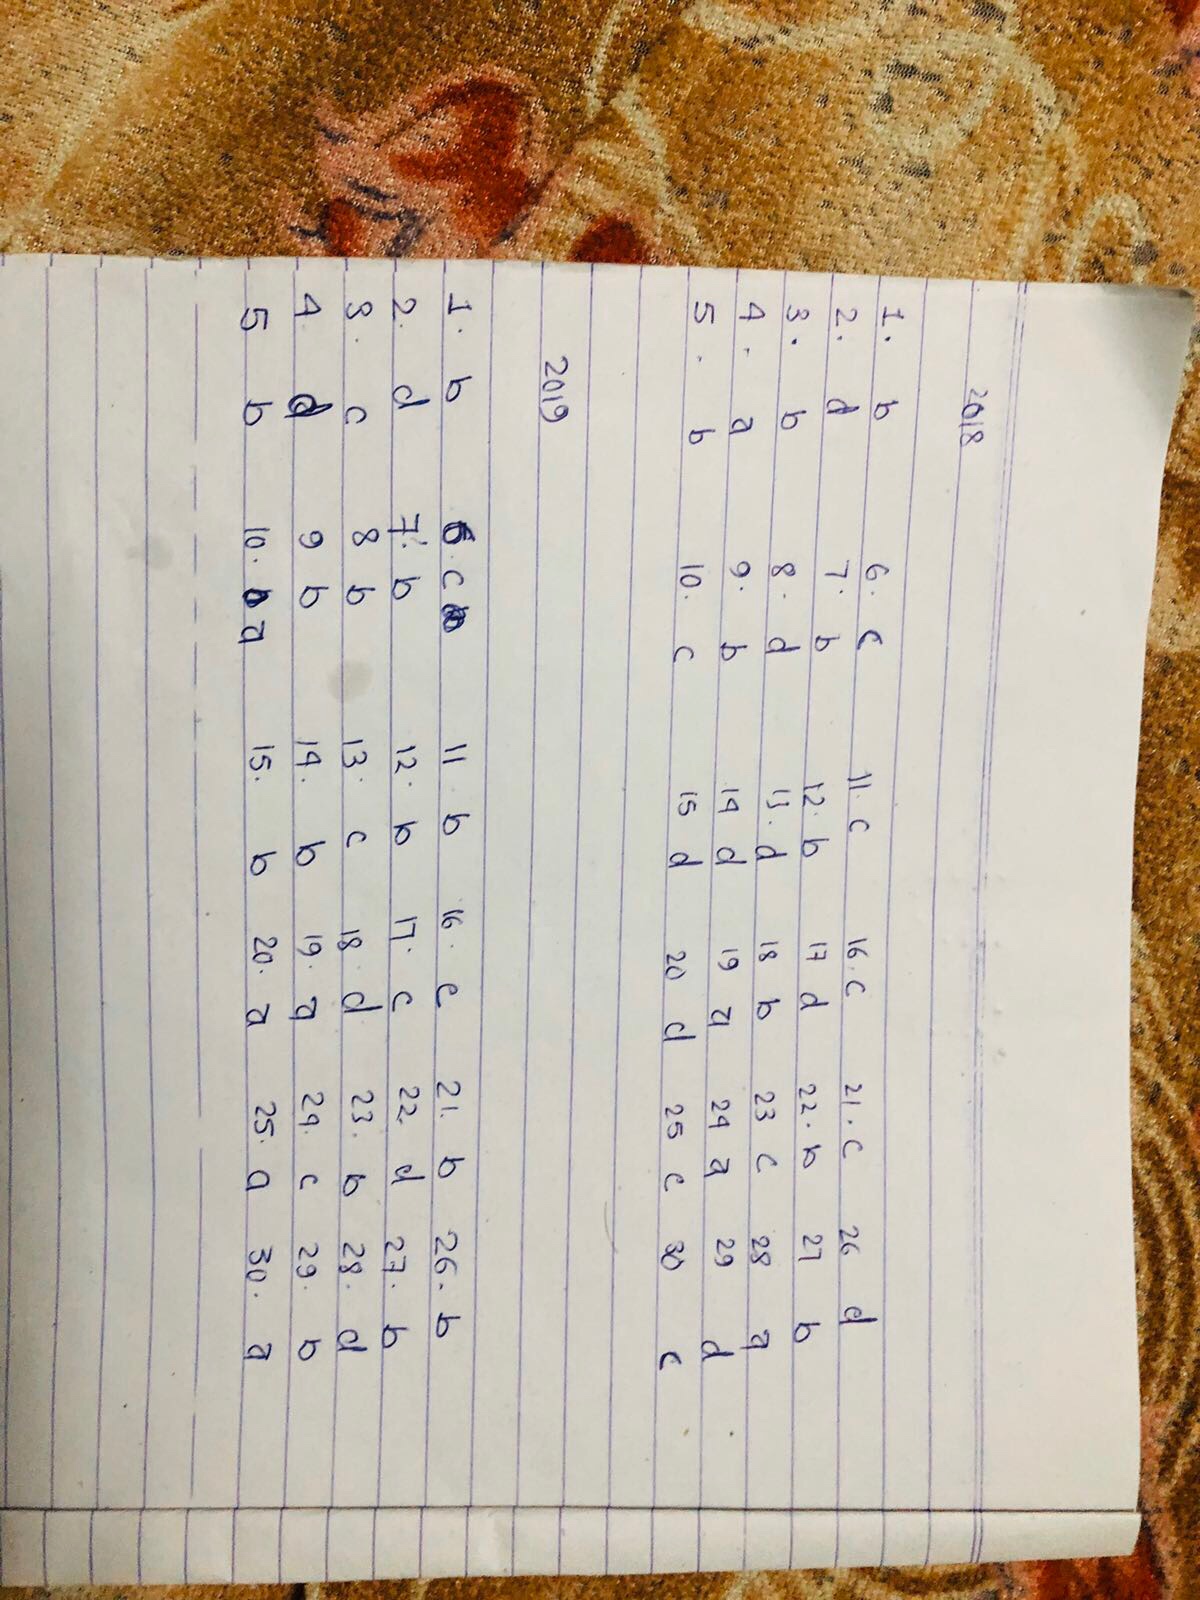 2018
1. b 6. c 11. c 16. c 21. c 26 d
2. d 7. b 12. b 17 d 22. b 27 b
3. b 8. d 13. d 18 b 23 c 28 a
4. a 9. b 14 d 19 a 24 a 29 d
5. b 10. c 15 d 20 d 25 c 30 c
2019
1. b 6. c 11 b 16. c 21. b 26. b
2. d 7. b 12. b 17. c 22. d 27. b
3. c 8 b 13. c 18 d 23. b 28. d
4 d 9 b 14. b 19. a 24. c 29. b
5 b 10. a 15. b 20. a 25. a 30. a